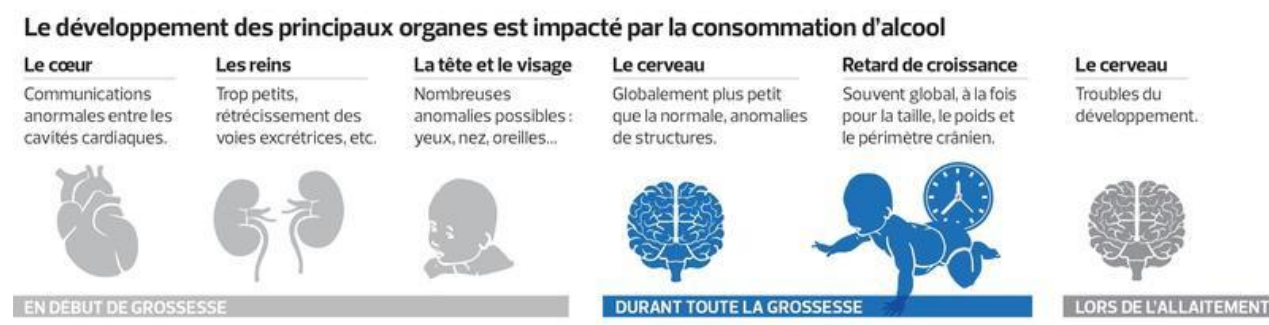 Le développement des principaux organes est impacté par la consommation d'alcool
Le cœur
Communications
anormales entre les
cavités cardiaques.
Les reins
Trop petits,
rétrécissement des
voies excrétrices, etc.
La tête et le visage
Nombreuses
anomalies possibles :
yeux, nez, oreilles...
Le cerveau
Globalement plus petit
que la normale, anomalies
de structures.
Retard de croissance
Souvent global, à la fois
pour la taille, le poids et
le périmètre crânien.
Le cerveau
Troubles du
développement.
EN DÉBUT DE GROSSESSE
DURANT TOUTE LA GROSSESSE
LORS DE L'ALLAITEMENT